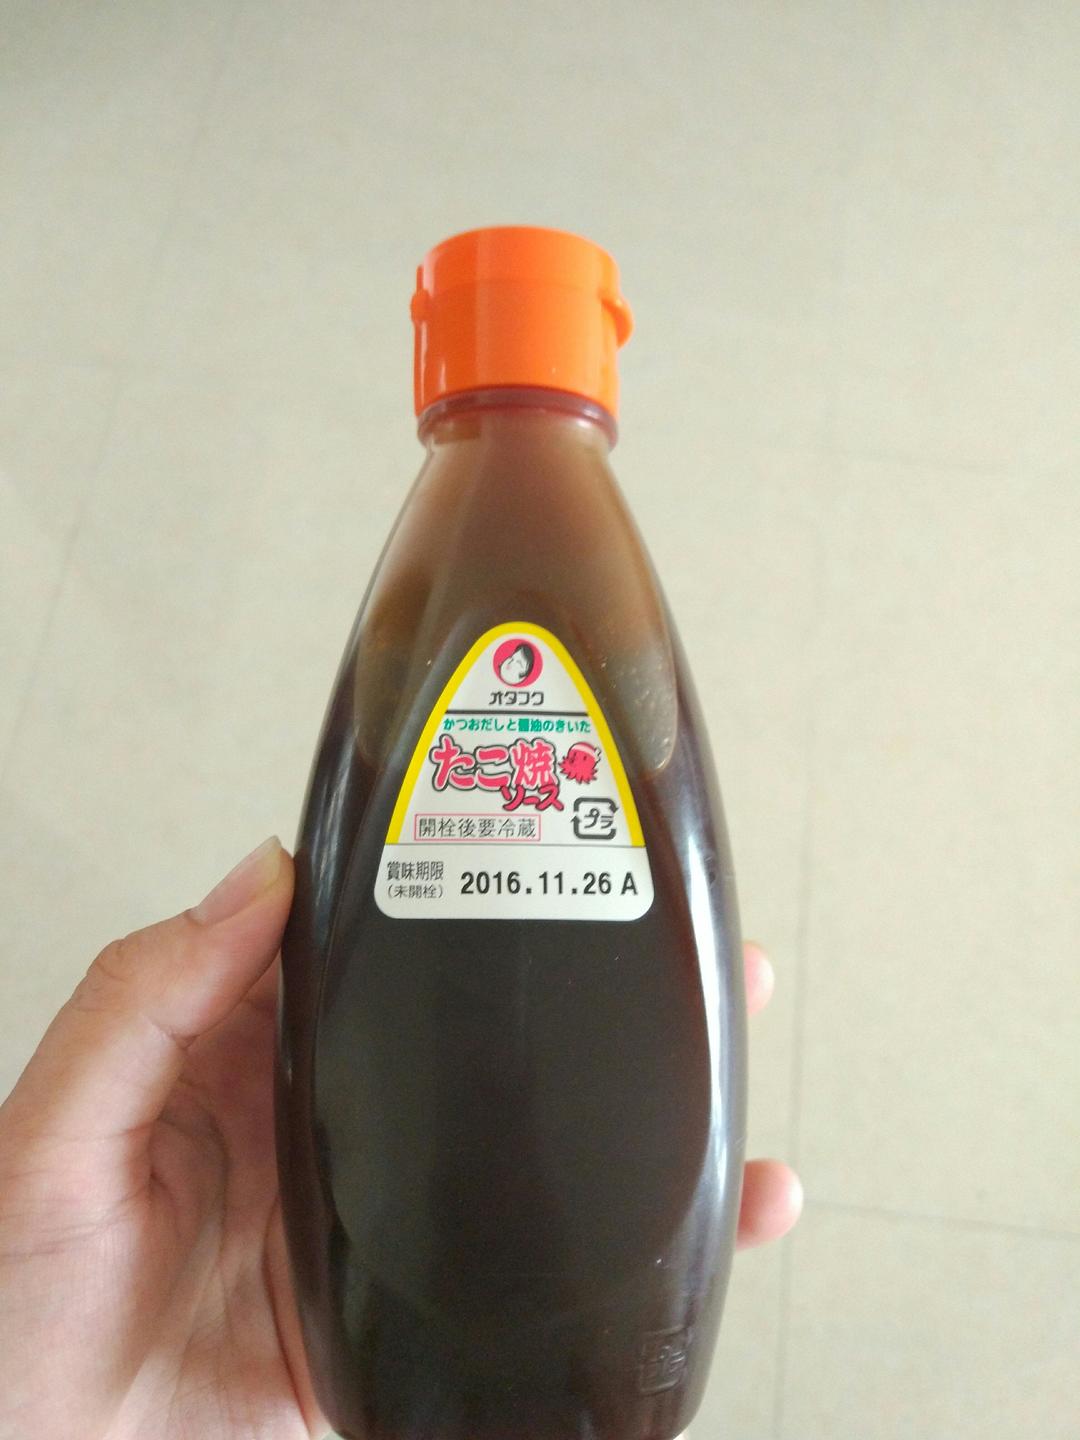 オタフク
かつおだしと醤油のきいた
たこ焼
ソース
プラ
開栓後要冷蔵
賞味期限
(未開栓)
2016.11.26 A